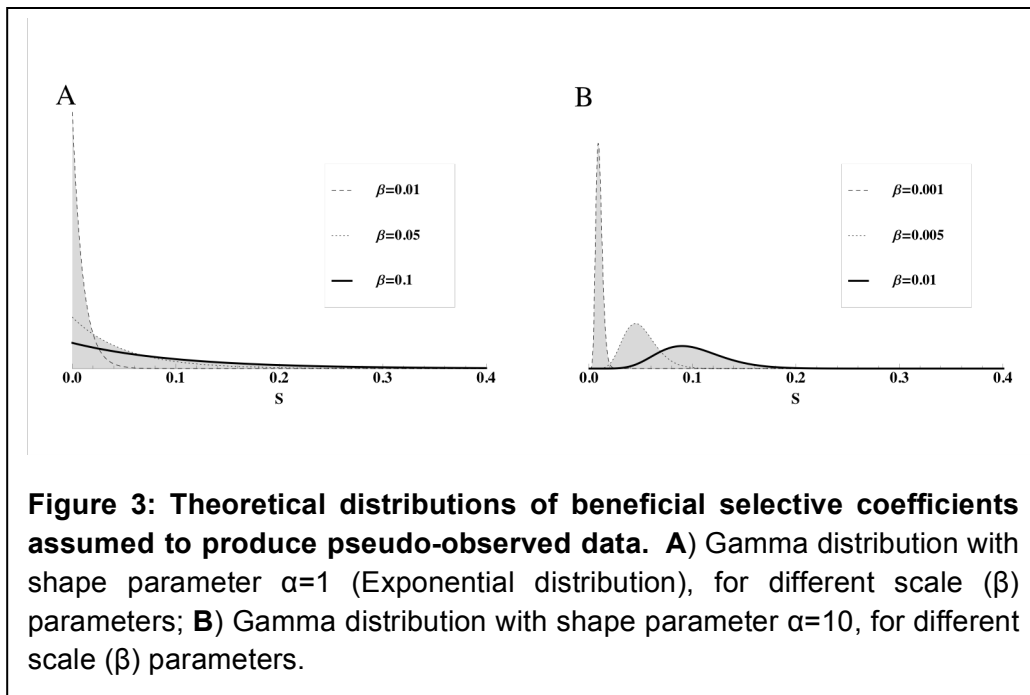 A
β=0.01
β=0.05
β=0.1
0.0 0.1 0.2 0.3 0.4
S
B
β=0.001
β=0.005
β=0.01
0.0 0.1 0.2 0.3 0.4
S
Figure 3: Theoretical distributions of beneficial selective coefficients
assumed to produce pseudo-observed data. A) Gamma distribution with
shape parameter α=1 (Exponential distribution), for different scale (β)
parameters; B) Gamma distribution with shape parameter α=10, for different
scale (β) parameters.